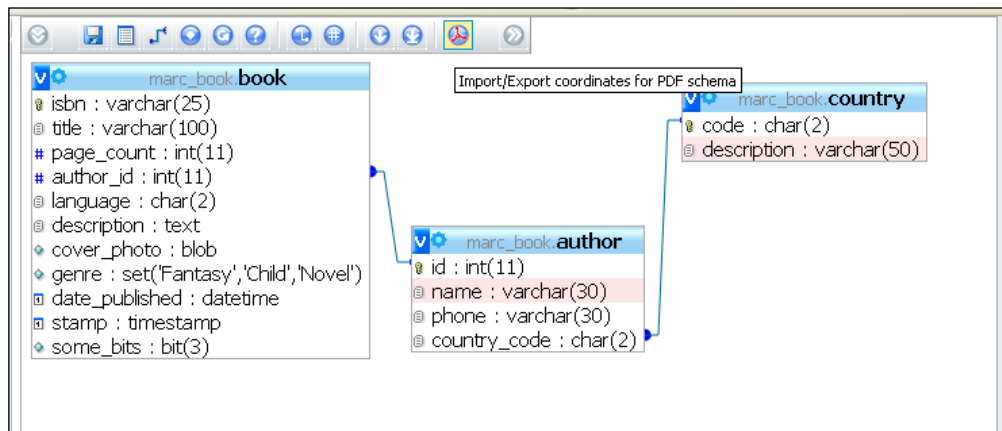 marc_book.book
isbn : varchar(25)
title : varchar(100)
page_count : int(11)
author_id : int(11)
language : char(2)
description : text
cover_photo : blob
genre : set('Fantasy','Child','Novel')
date_published : datetime
stamp : timestamp
some_bits : bit(3)
Import/Export coordinates for PDF schema
marc_book.country
code : char(2)
description : varchar(50)
marc_book.author
id : int(11)
name : varchar(30)
phone : varchar(30)
country_code : char(2)